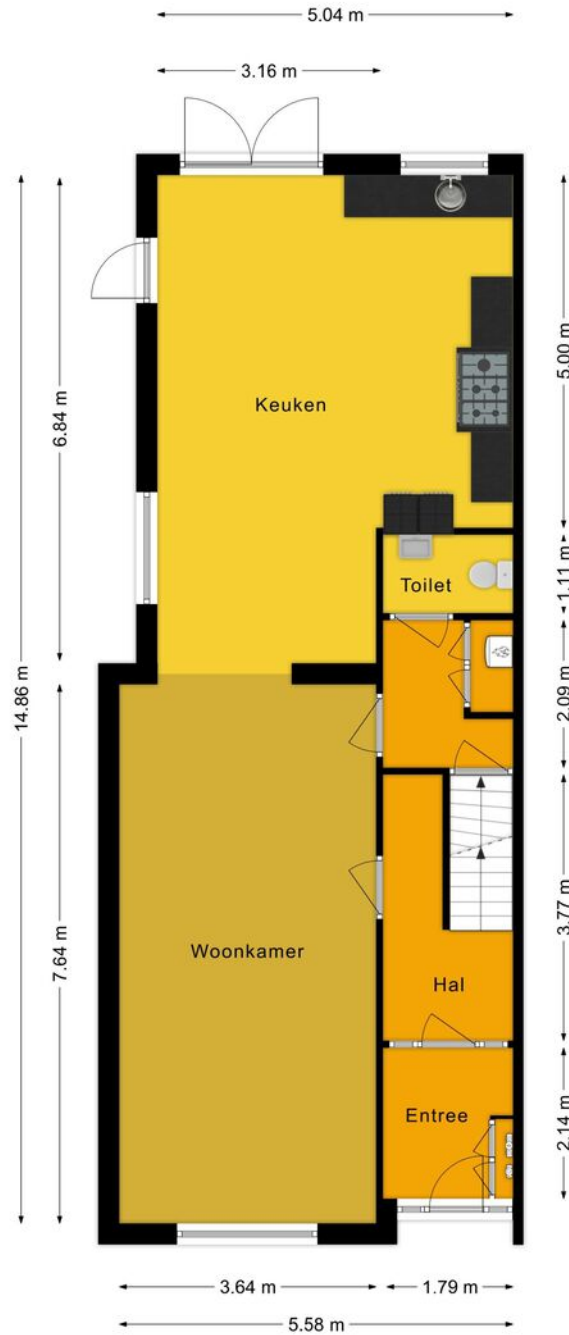 5.04 m
3.16 m
5.00 m
6.84 m
Keuken
14.86 m
Toilet
1.11 m
2.09 m
3.77 m
7.64 m
Woonkamer
Hal
Entree
2.14 m
3.64 m
1.79 m
5.58 m